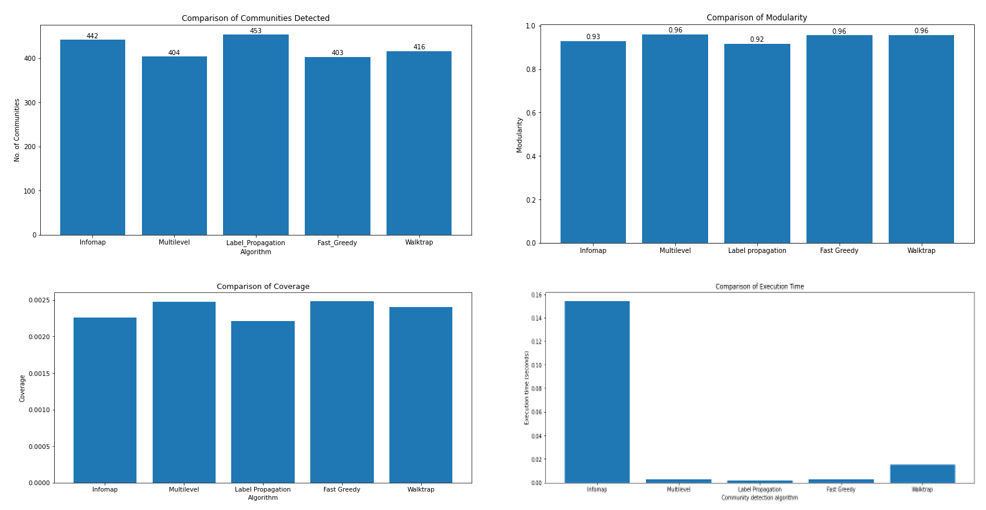 Comparison of Communities Detected
442
404
453
403
416
400
300
200
100
0
No. of Communities
Infomap Multilevel Label_Propagation Fast_Greedy Walktrap
Algorithm
Comparison of Modularity
0.93
0.96
0.92
0.96
0.96
1.0
0.8
0.6
0.4
0.2
0.0
Modularity
Infomap Multilevel Label propagation Fast Greedy Walktrap
Comparison of Coverage
0.0025
0.0020
0.0015
0.0010
0.0005
0.0000
Coverage
Infomap Multilevel Label Propagation Fast Greedy Walktrap
Algorithm
Comparison of Execution Time
0.16
0.14
0.12
0.10
0.08
0.06
0.04
0.02
0.00
Execution time (seconds)
Infomap Multilevel Label Propagation Fast Greedy Walktrap
Community detection algorithm